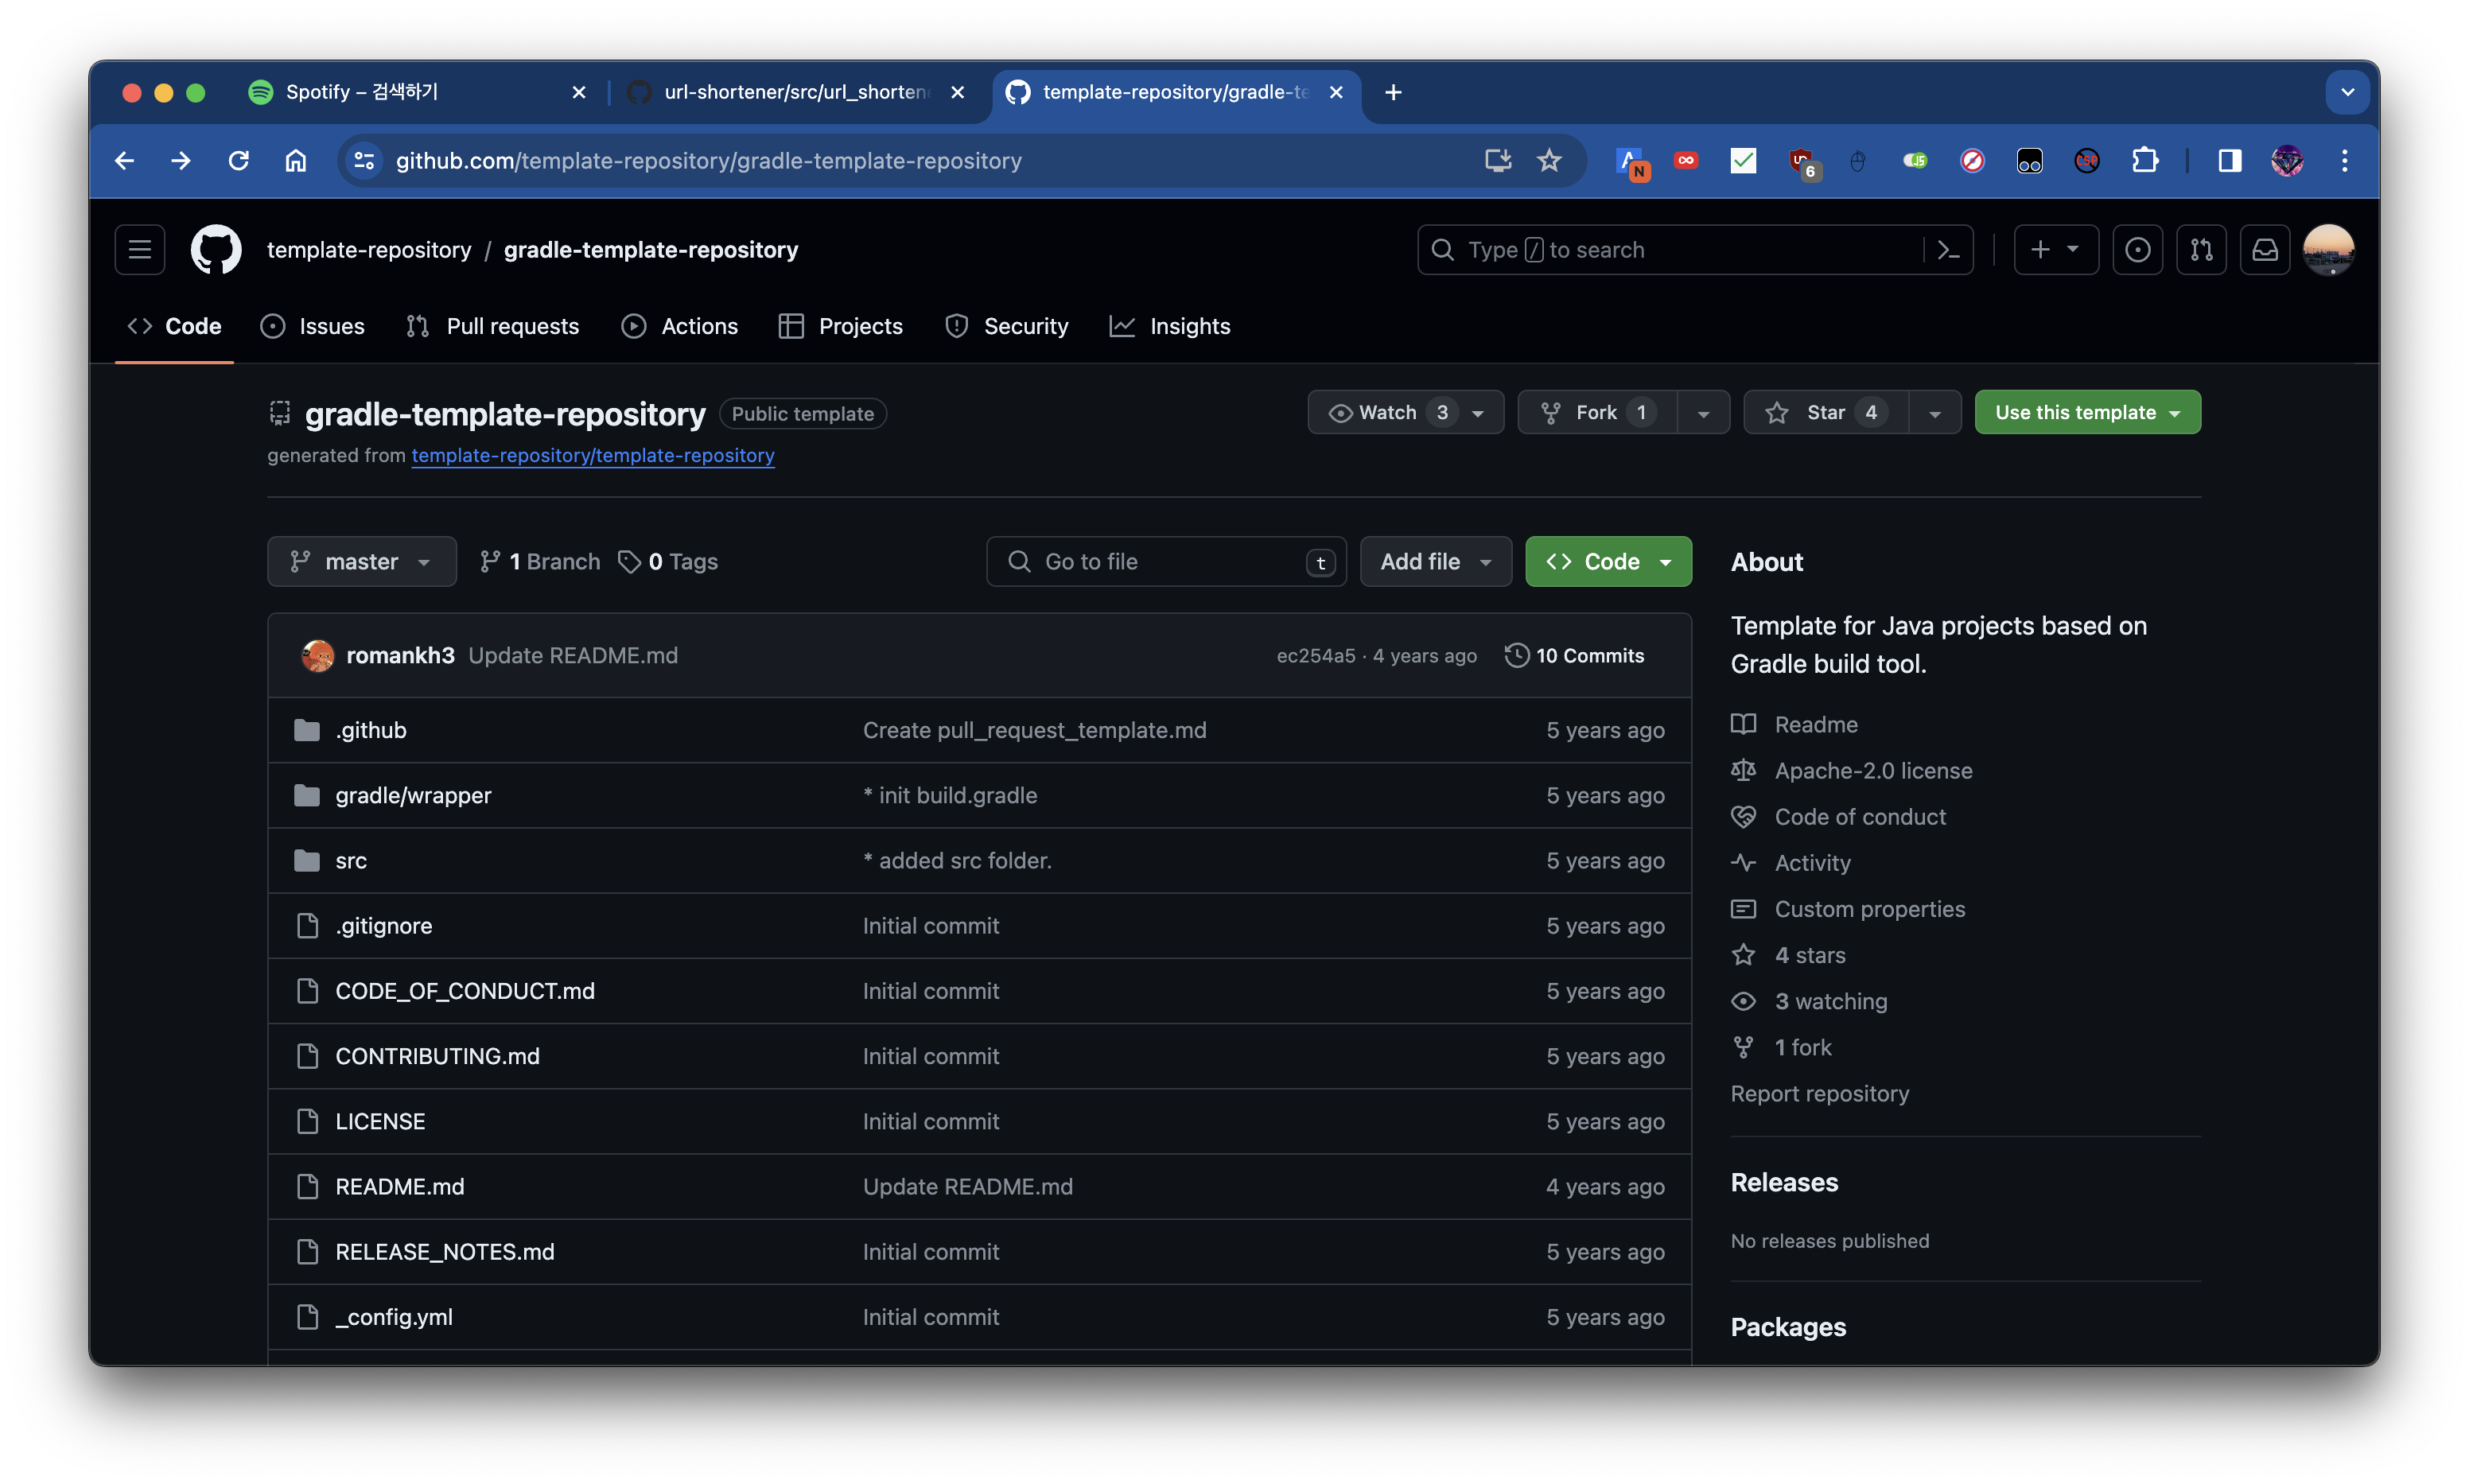 Spotify – 검색하기
url-shortener/src/url_shorten
template-repository/gradle-te
github.com/template-repository/gradle-template-repository
N
6
JS
CSP
template-repository / gradle-template-repository
Type / to search
Code
Issues
Pull requests
Actions
Projects
Security
Insights
gradle-template-repository
Public template
Watch 3
Fork 1
Star 4
Use this template
generated from template-repository/template-repository
master
1 Branch
0 Tags
Go to file
t
Add file
Code
romankh3 Update README.md
ec254a5 · 4 years ago
10 Commits
.github Create pull_request_template.md 5 years ago
gradle/wrapper * init build.gradle 5 years ago
src * added src folder. 5 years ago
.gitignore Initial commit 5 years ago
CODE_OF_CONDUCT.md Initial commit 5 years ago
CONTRIBUTING.md Initial commit 5 years ago
LICENSE Initial commit 5 years ago
README.md Update README.md 4 years ago
RELEASE_NOTES.md Initial commit 5 years ago
_config.yml Initial commit 5 years ago
About
Template for Java projects based on
Gradle build tool.
Readme
Apache-2.0 license
Code of conduct
Activity
Custom properties
4 stars
3 watching
1 fork
Report repository
Releases
No releases published
Packages